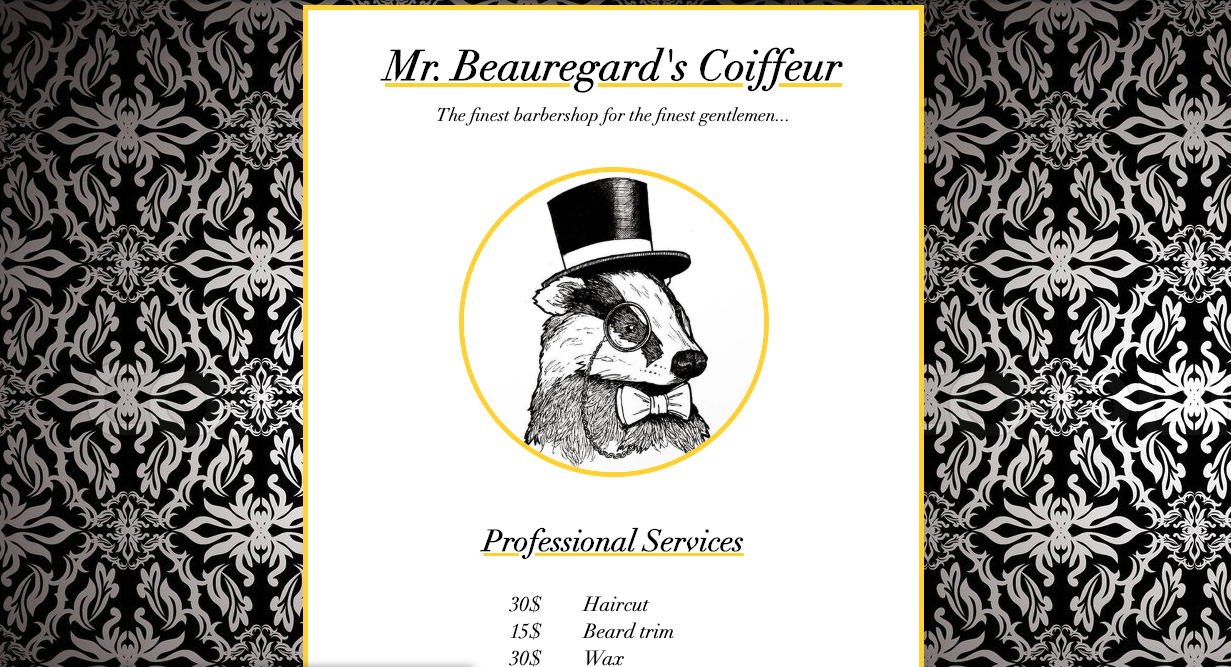 Mr. Beauregard's Coiffeur
The finest barbershop for the finest gentlemen...
Professional Services
30$ Haircut
15$ Beard trim
30$ Wax